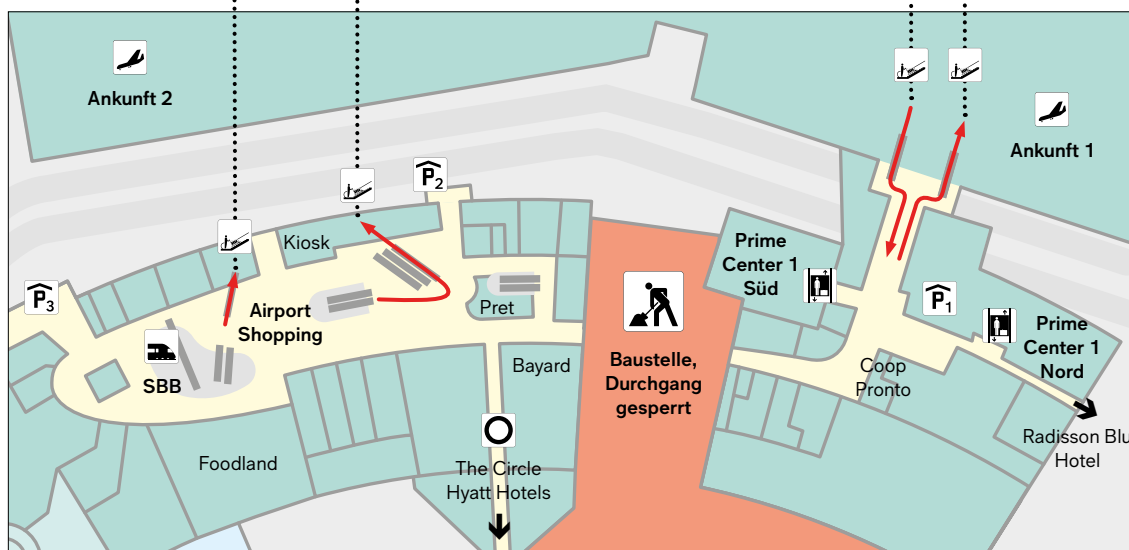 Ankunft 2
Ankunft 1
P2
Kiosk
Prime
Center 1
Süd
P3
Airport
Shopping
Pret
P1
Prime
Center 1
Nord
SBB
Bayard
Baustelle,
Durchgang
gesperrt
Coop
Pronto
Foodland
The Circle
Hyatt Hotels
Radisson Blu
Hotel